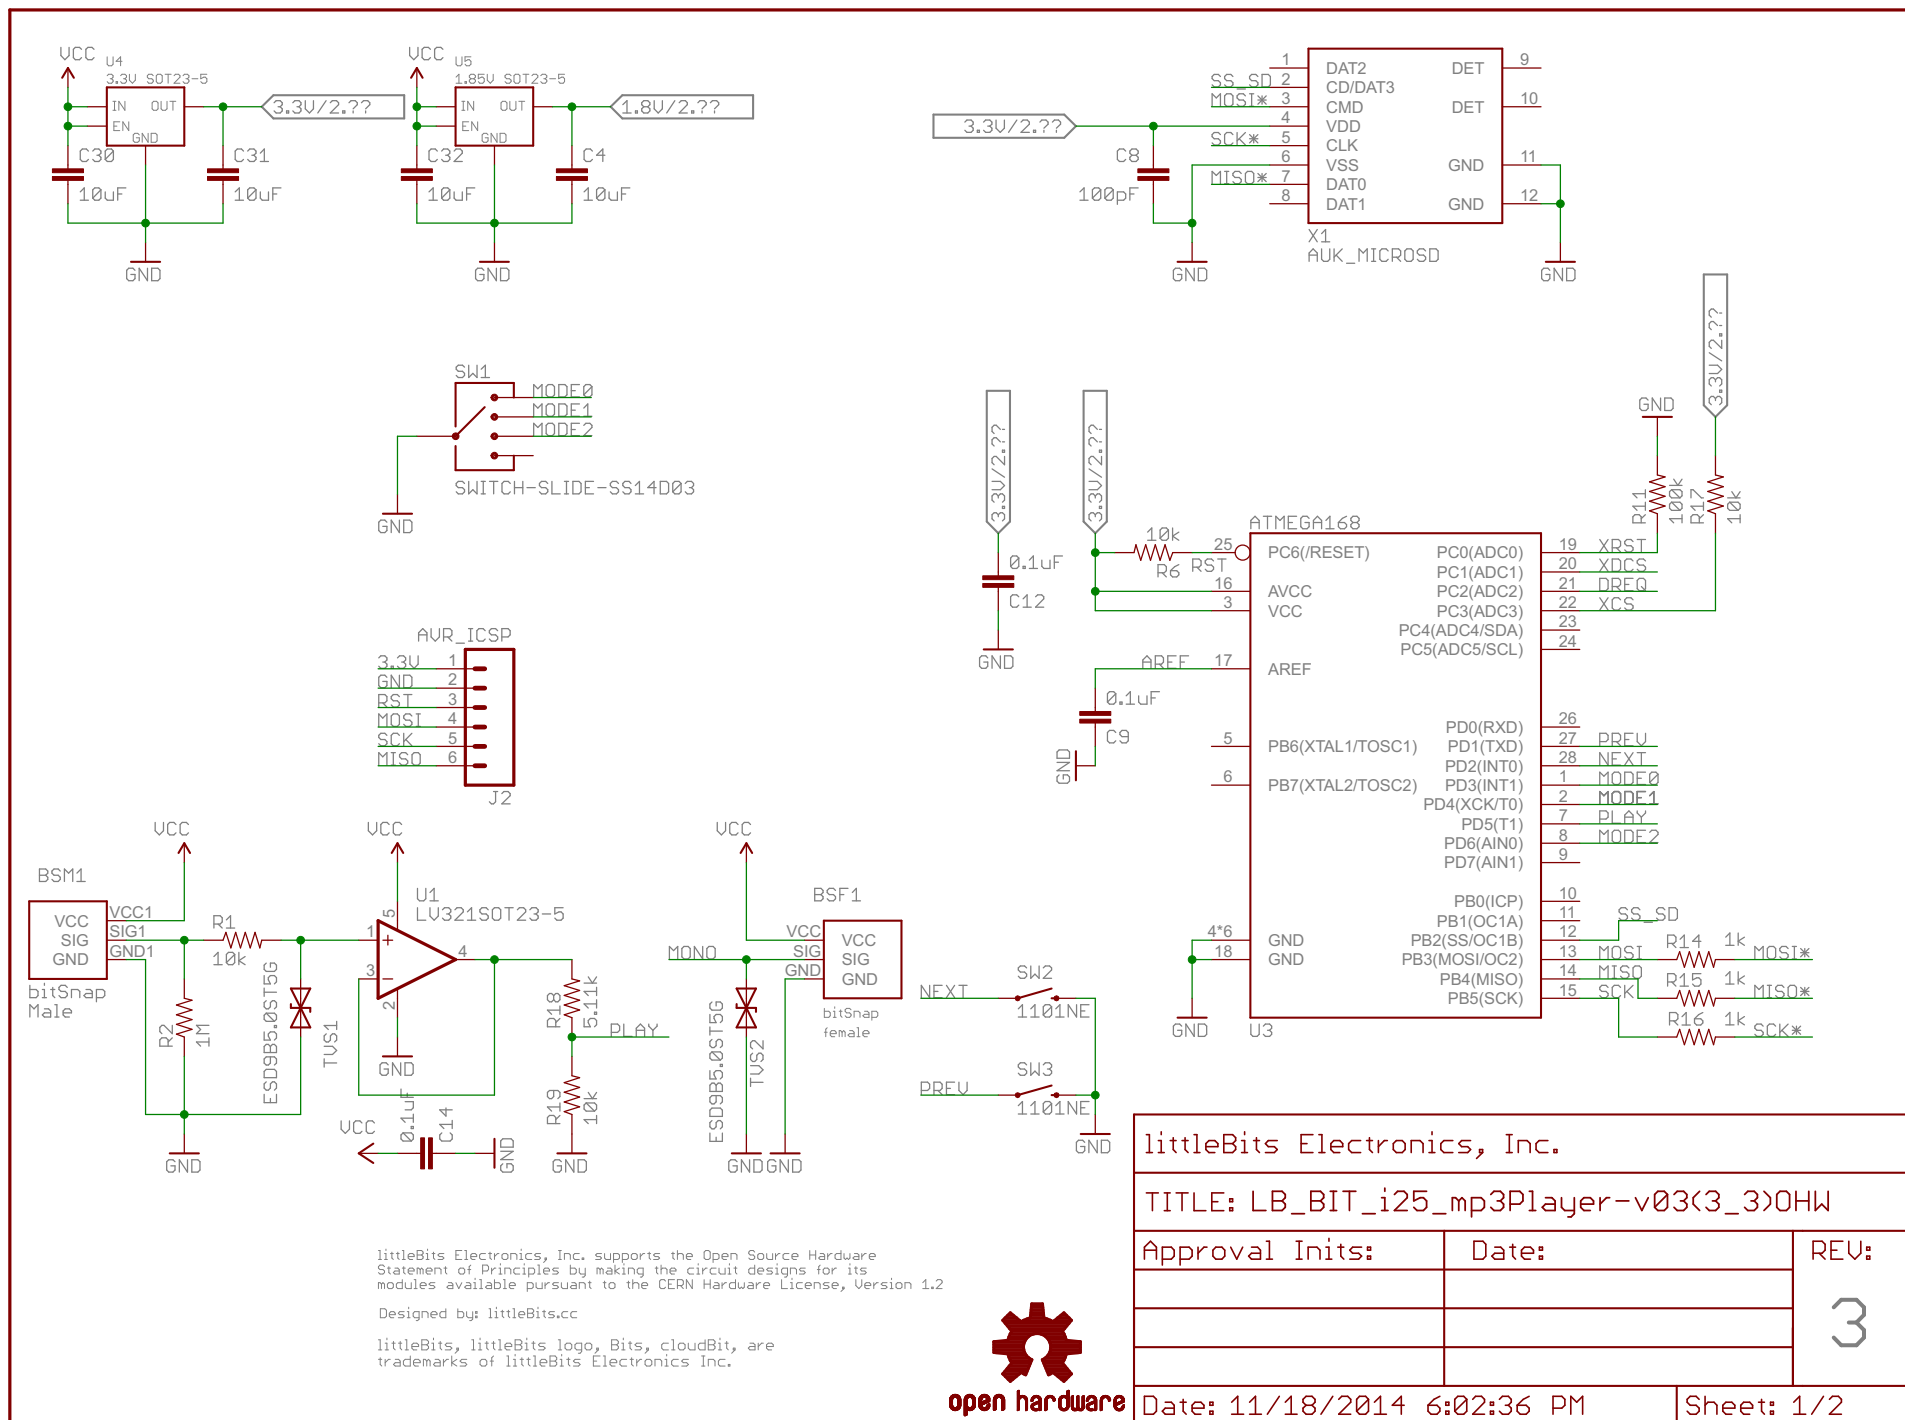 VCC
U4
3.3V SOT23-5
IN OUT
EN
GND
3.3V/2.??
C30
10uF
C31
10uF
GND
VCC
U5
1.85V SOT23-5
IN OUT
EN
GND
1.8V/2.??
C32
10uF
C4
10uF
GND
3.3V/2.??
C8
100pF
GND
SS_SD
MOSI*
SCK*
MISO*
1 DAT2
2 CD/DAT3
3 CMD
4 VDD
5 CLK
6 VSS
7 DAT0
8 DAT1
DET 9
DET 10
GND 11
GND 12
X1
AUK_MICROSD
GND
SW1
MODE0
MODE1
MODE2
SWITCH-SLIDE-SS14D03
GND
3.3V/2.??
0.1uF
C12
GND
3.3V/2.??
10k
R6
RST
AREF
0.1uF
C9
GND
3.3V/2.??
GND
R11
100k
R17
10k
ATMEGA168
25 PC6(/RESET)
16 AVCC
3 VCC
17 AREF
5 PB6(XTAL1/TOSC1)
6 PB7(XTAL2/TOSC2)
4*6 GND
18 GND
GND
U3
PC0(ADC0) 19 XRST
PC1(ADC1) 20 XDCS
PC2(ADC2) 21 DREQ
PC3(ADC3) 22 XCS
PC4(ADC4/SDA) 23
PC5(ADC5/SCL) 24
PD0(RXD) 26
PD1(TXD) 27 PREV
PD2(INT0) 28 NEXT
PD3(INT1) 1 MODE0
PD4(XCK/T0) 2 MODE1
PD5(T1) 7 PLAY
PD6(AIN0) 8 MODE2
PD7(AIN1) 9
PB0(ICP) 10
PB1(OC1A) 11
PB2(SS/OC1B) 12 SS_SD
PB3(MOSI/OC2) 13 MOSI
PB4(MISO) 14 MISO
PB5(SCK) 15 SCK
R14 1k MOSI*
R15 1k MISO*
R16 1k SCK*
AVR_ICSP
3.3V 1
GND 2
RST 3
MOSI 4
SCK 5
MISO 6
J2
BSM1
VCC VCC1
SIG SIG1
GND GND1
bitSnap
Male
VCC
R1
10k
R2
1M
GND
ESD9B5.0ST5G
TVS1
VCC
U1
LV321SOT23-5
1
3
5
2
4
GND
VCC
0.1uF
C14
GND
R18
5.11k
PLAY
R19
10k
GND
VCC
MONO
ESD9B5.0ST5G
TVS2
GND
GND
BSF1
VCC VCC
SIG SIG
GND GND
bitSnap
female
NEXT
SW2
1101NE
PREV
SW3
1101NE
GND
littleBits Electronics, Inc. supports the Open Source Hardware
Statement of Principles by making the circuit designs for its
modules available pursuant to the CERN Hardware License, Version 1.2
Designed by: littleBits.cc
littleBits, littleBits logo, Bits, cloudBit, are
trademarks of littleBits Electronics Inc.
open hardware
littleBits Electronics, Inc.
TITLE: LB_BIT_i25_mp3Player-v03(3_3)OHW
Approval Inits: Date: REV:
3
Date: 11/18/2014 6:02:36 PM Sheet: 1/2